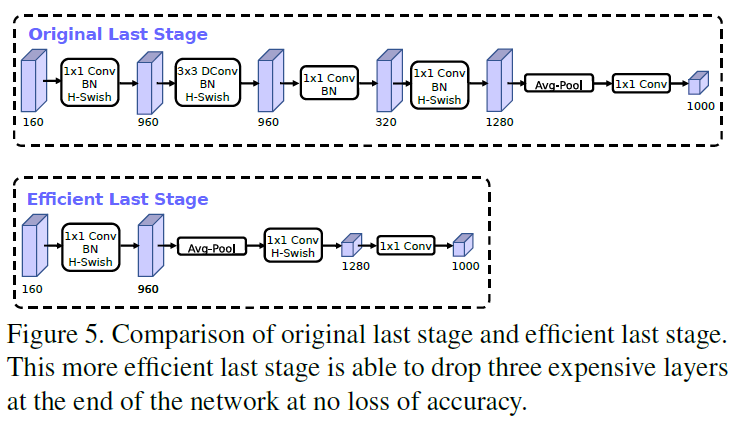 Original Last Stage
1x1 Conv
BN
H-Swish
3x3 DConv
BN
H-Swish
1x1 Conv
BN
1x1 Conv
BN
H-Swish
Avg-Pool
1x1 Conv
160
960
960
320
1280
1000
Efficient Last Stage
1x1 Conv
BN
H-Swish
Avg-Pool
1x1 Conv
H-Swish
1x1 Conv
160
960
1280
1000
Figure 5. Comparison of original last stage and efficient last stage.
This more efficient last stage is able to drop three expensive layers
at the end of the network at no loss of accuracy.